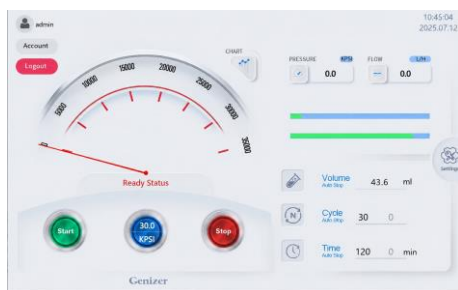 admin
10:45:04
2025.07.12
Account
Logout
CHART
PRESSURE KPSI FLOW L/H
0.0 0.0
0 5000 10000 15000 20000 25000 30000 35000
Settings
Ready Status
Volume 43.6 ml
Auto Stop
Start 30.0 KPSI Stop
N Cycle 30 0
Auto Stop
Time 120 0 min
Auto Stop
Genizer